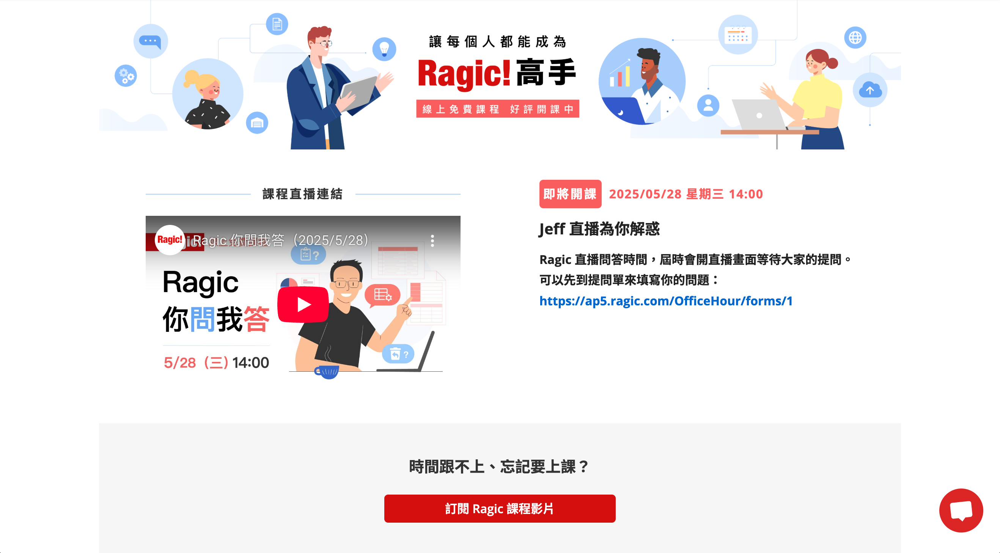 讓每個人都能成為
Ragic!高手
線上免費課程 好評開課中
課程直播連結
Ragic!
Ragic 你問我答（2025/5/28）
Ragic
你問我答
5/28（三）14:00
?
?
即將開課 2025/05/28 星期三 14:00
Jeff 直播為你解惑
Ragic 直播問答時間，屆時會開直播畫面等待大家的提問。
可以先到提問單來填寫你的問題：
https://ap5.ragic.com/OfficeHour/forms/1
時間跟不上、忘記要上課？
訂閱 Ragic 課程影片